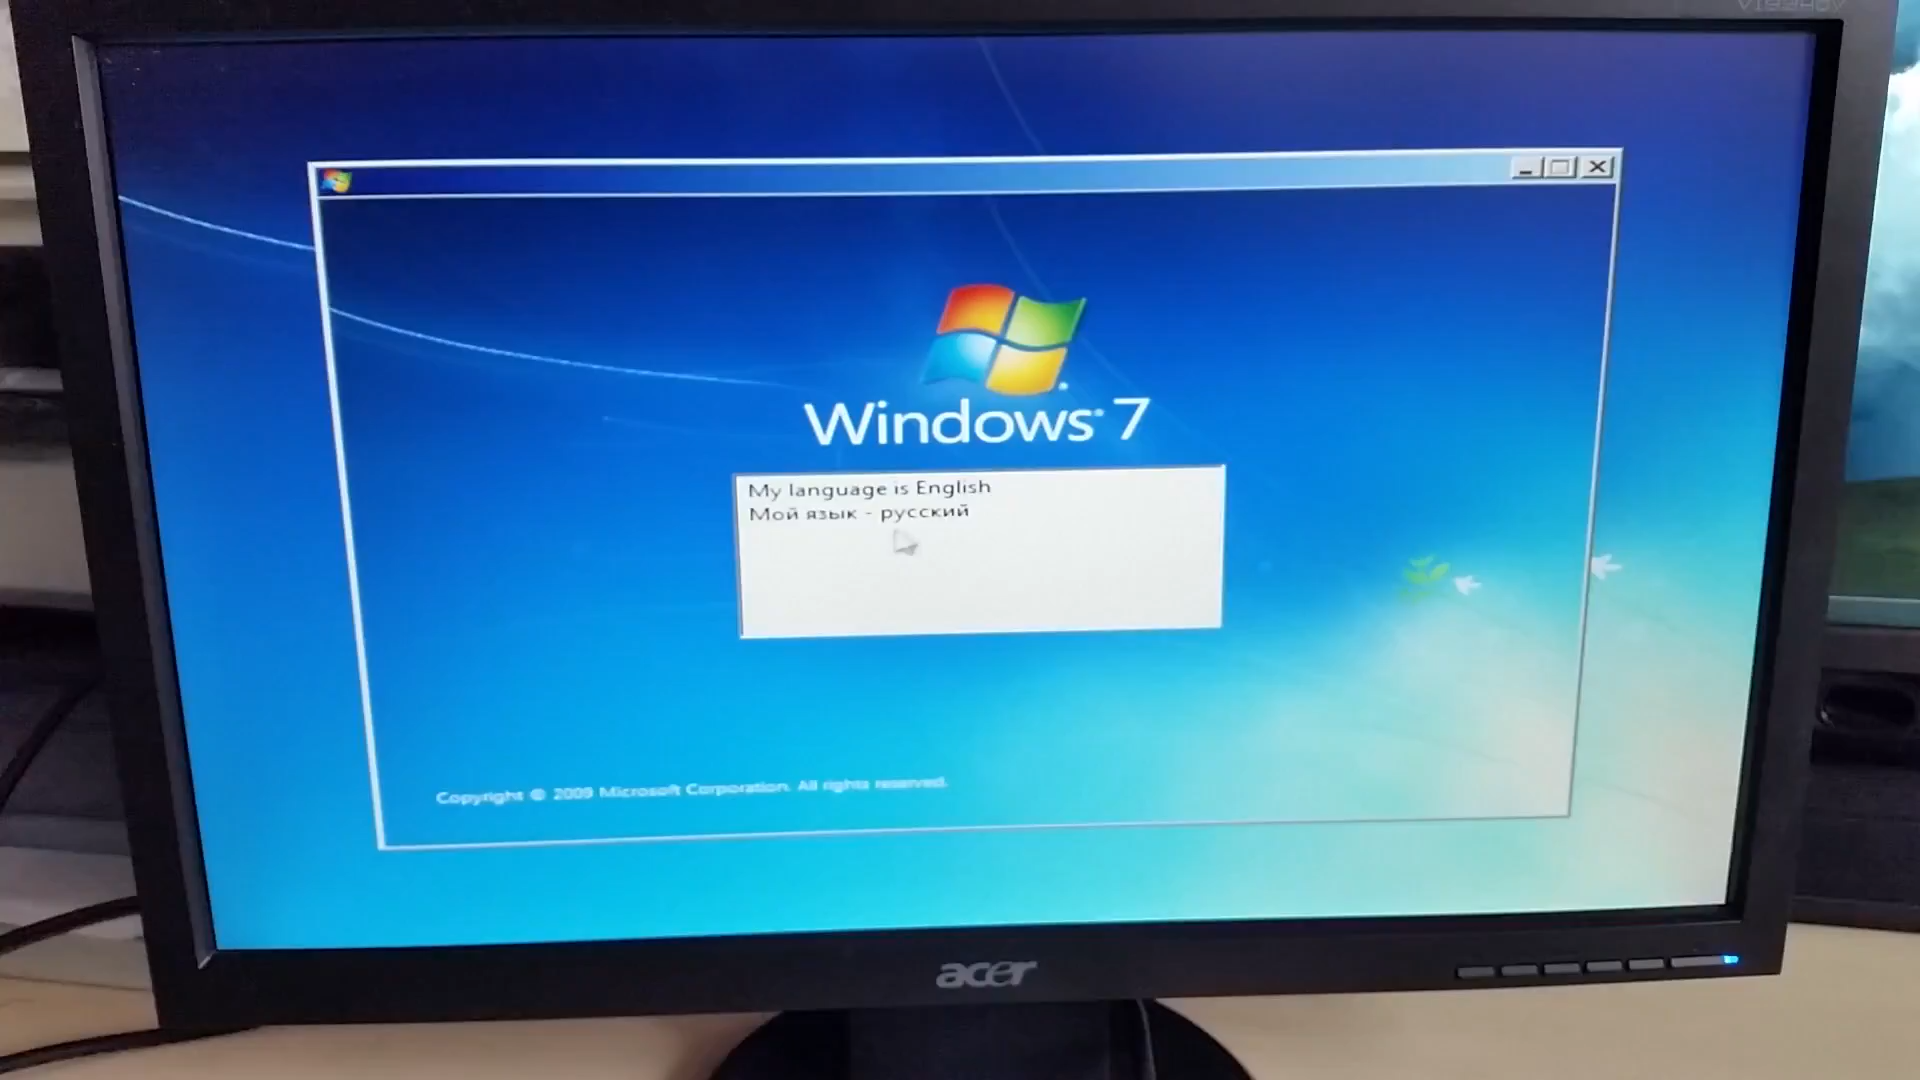 Windows® 7
My language is English
Мой язык - русский
Copyright © 2009 Microsoft Corporation. All rights reserved.
acer